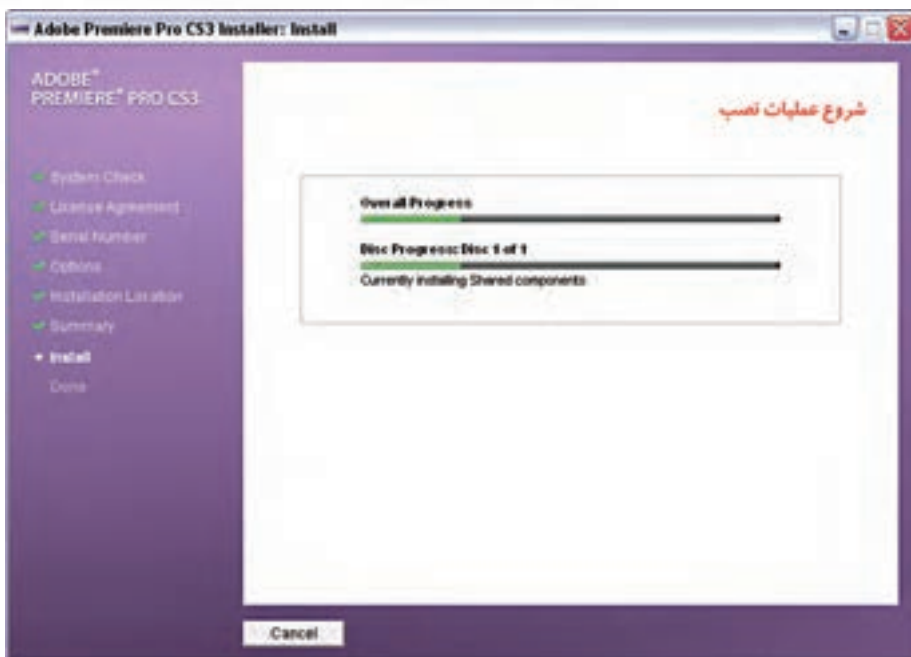 Adobe Premiere Pro CS3 Installer: Install
ADOBE®
PREMIERE® PRO CS3
شروع عملیات نصب
System Check
License Agreement
Serial Number
Options
Installation Location
Summary
Install
Done
Overall Progress
Disc Progress: Disc 1 of 1
Currently installing Shared components
Cancel